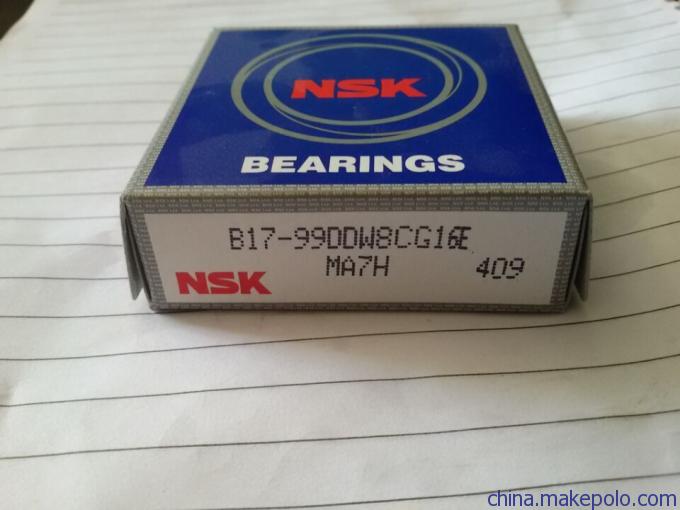 NSK
BEARINGS
B17-99DDW8CG16E
MA7H
NSK
409
china.makepolo.com